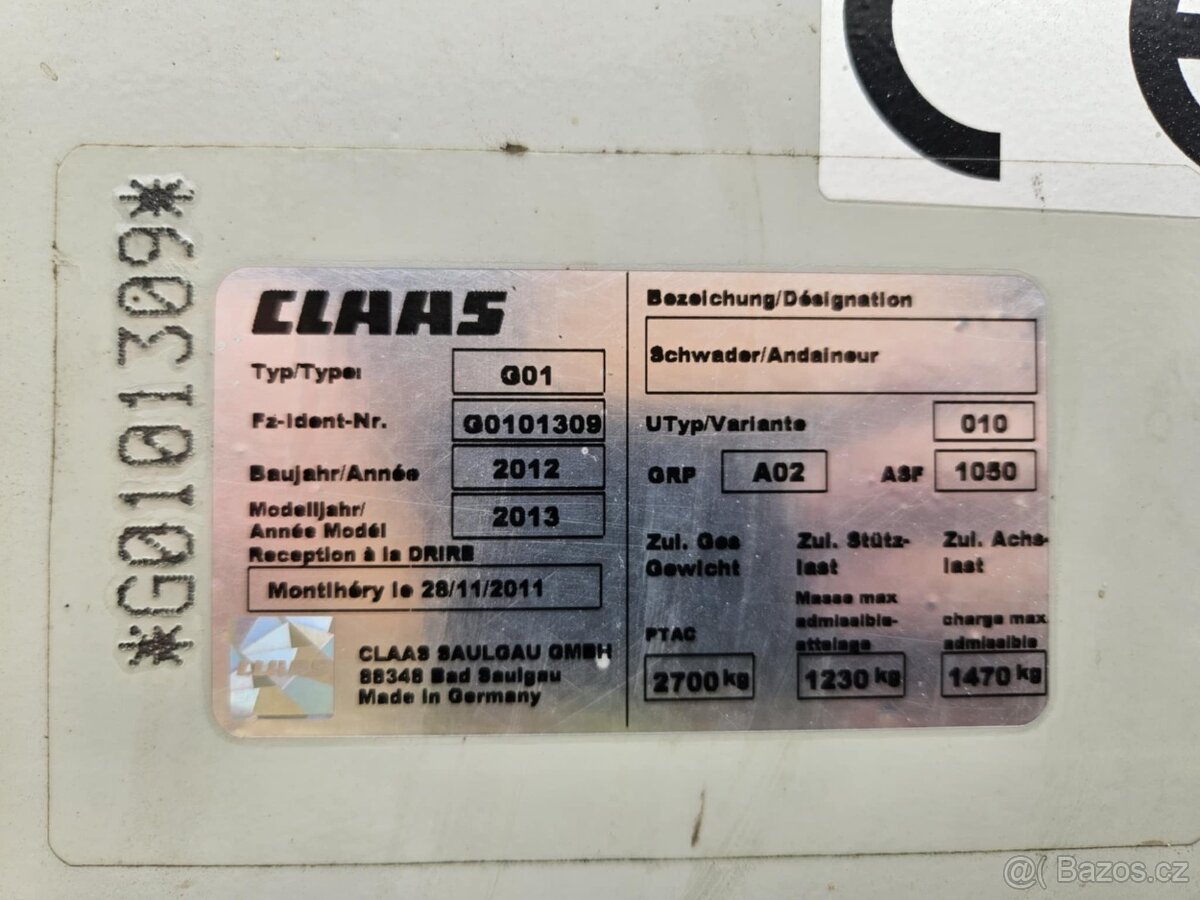 CE
*G0101309*
CLAAS
Typ/Type: G01
Fz-Ident-Nr. G0101309
Baujahr/Année 2012
Modelljahr/
Année Modél 2013
Reception à la DRIRE
Montlhéry le 28/11/2011
CLAAS SAULGAU GMBH
88348 Bad Saulgau
Made in Germany
Bezeichung/Désignation
Schwader/Andaineur
UTyp/Variante 010
GRP A02 ASF 1050
Zul. Ges Gewicht
PTAC
2700 kg
Zul. Stütz-
last
Masse max
admissible-
attelage
1230 kg
Zul. Achs-
last
charge max
admissible
1470 kg
@( Bazos.cz